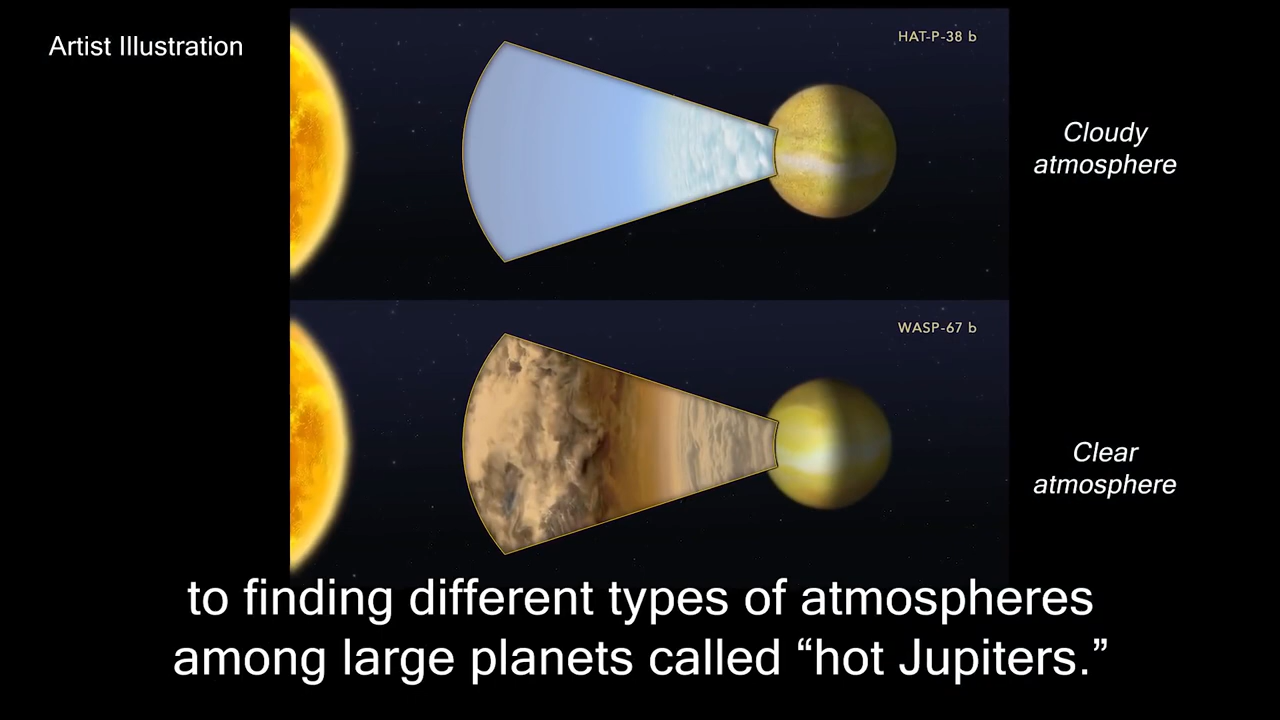 Artist Illustration
HAT-P-38 b
Cloudy
atmosphere
WASP-67 b
Clear
atmosphere
to finding different types of atmospheres
among large planets called “hot Jupiters.”